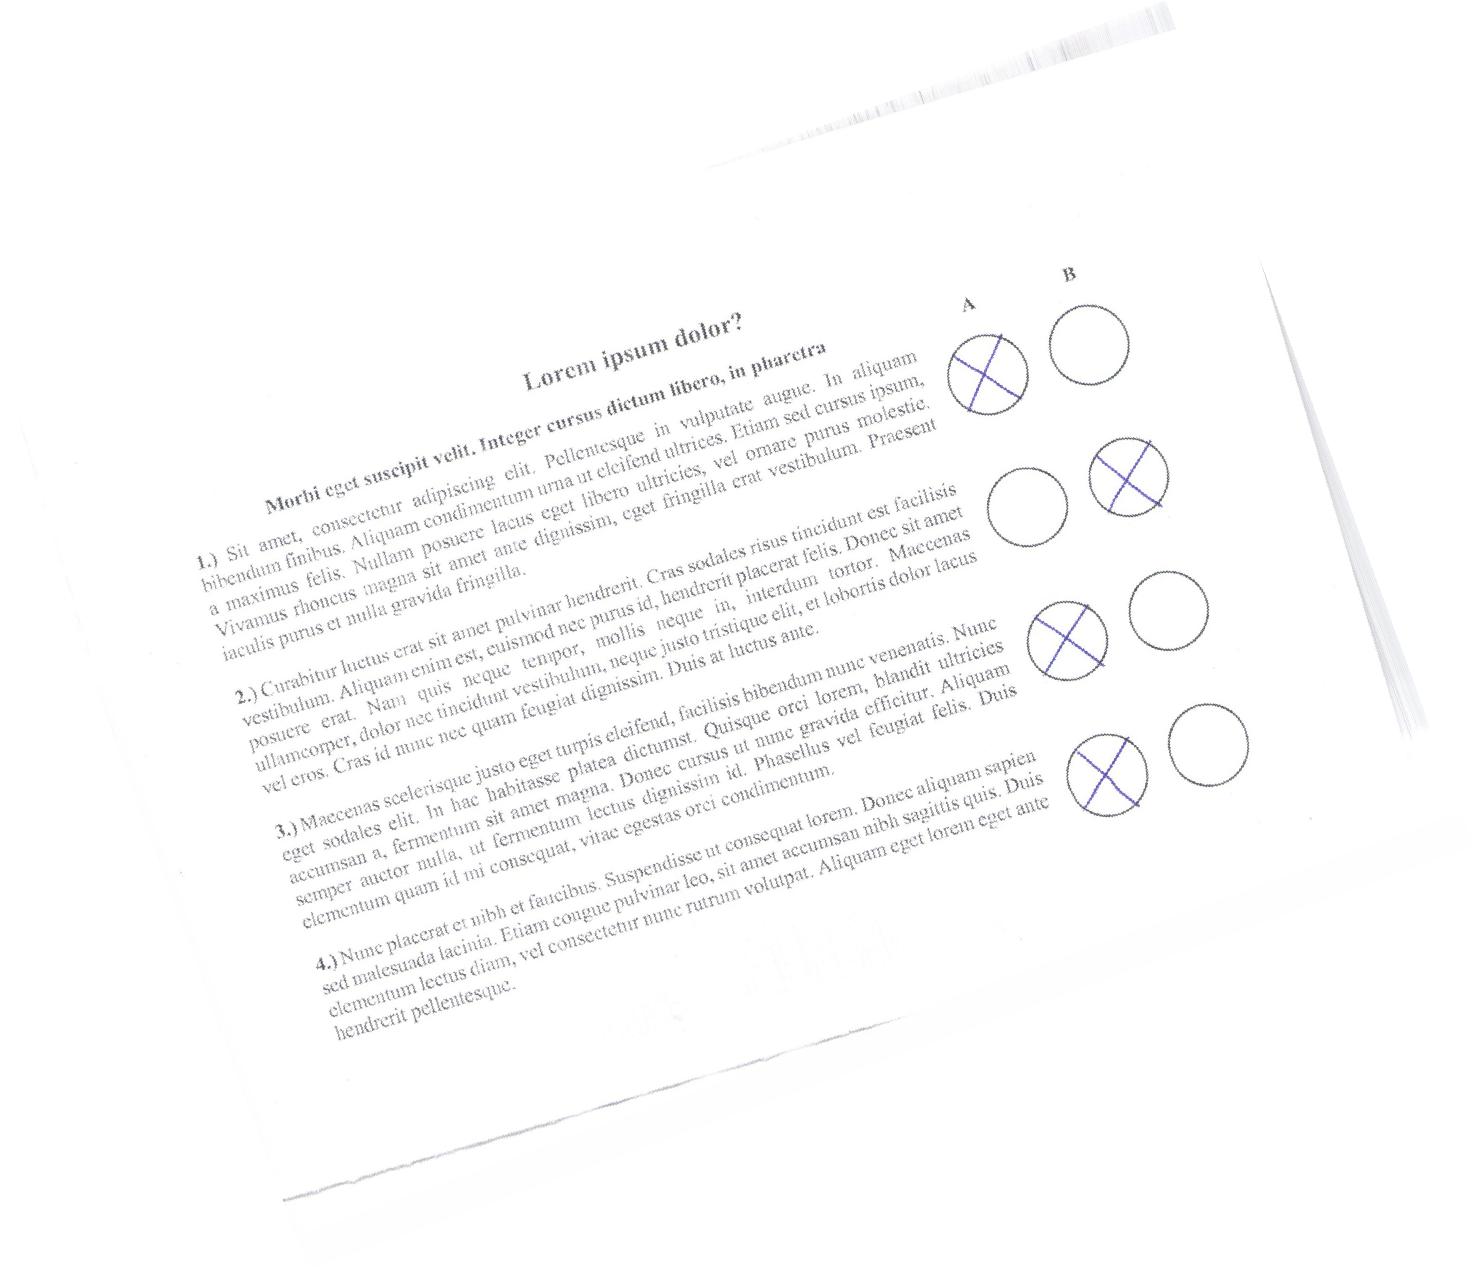 A
B
Lorem ipsum dolor?
Morbi eget suscipit velit. Integer cursus dictum libero, in pharetra
1.) Sit amet, consectetur adipiscing elit. Pellentesque in vulputate augue. In aliquam
bibendum finibus. Aliquam condimentum urna ut eleifend ultrices. Etiam sed cursus ipsum,
a maximus felis. Nullam posuere lacus eget libero ultricies, vel ornare purus molestie.
Vivamus rhoncus magna sit amet ante dignissim, eget fringilla erat vestibulum. Praesent
iaculis purus et nulla gravida fringilla.
2.) Curabitur luctus erat sit amet pulvinar hendrerit. Cras sodales risus tincidunt est facilisis
vestibulum. Aliquam enim est, euismod nec purus id, hendrerit placerat felis. Donec sit amet
posuere erat. Nam quis neque tempor, mollis neque in, interdum tortor. Maecenas
ullamcorper, dolor nec tincidunt vestibulum, neque justo tristique elit, et lobortis dolor lacus
vel eros. Cras id nunc nec quam feugiat dignissim. Duis at luctus ante.
3.) Maecenas scelerisque justo eget turpis eleifend, facilisis bibendum nunc venenatis. Nunc
eget sodales elit. In hac habitasse platea dictumst. Quisque orci lorem, blandit ultricies
accumsan a, fermentum sit amet magna. Donec cursus ut nunc gravida efficitur. Aliquam
semper auctor nulla, ut fermentum lectus dignissim id. Phasellus vel feugiat felis. Duis
elementum quam id mi consequat, vitae egestas orci condimentum.
4.) Nunc placerat et nibh et faucibus. Suspendisse ut consequat lorem. Donec aliquam sapien
sed malesuada lacinia. Etiam congue pulvinar leo, sit amet accumsan nibh sagittis quis. Duis
elementum lectus diam, vel consectetur nunc rutrum volutpat. Aliquam eget lorem eget ante
hendrerit pellentesque.